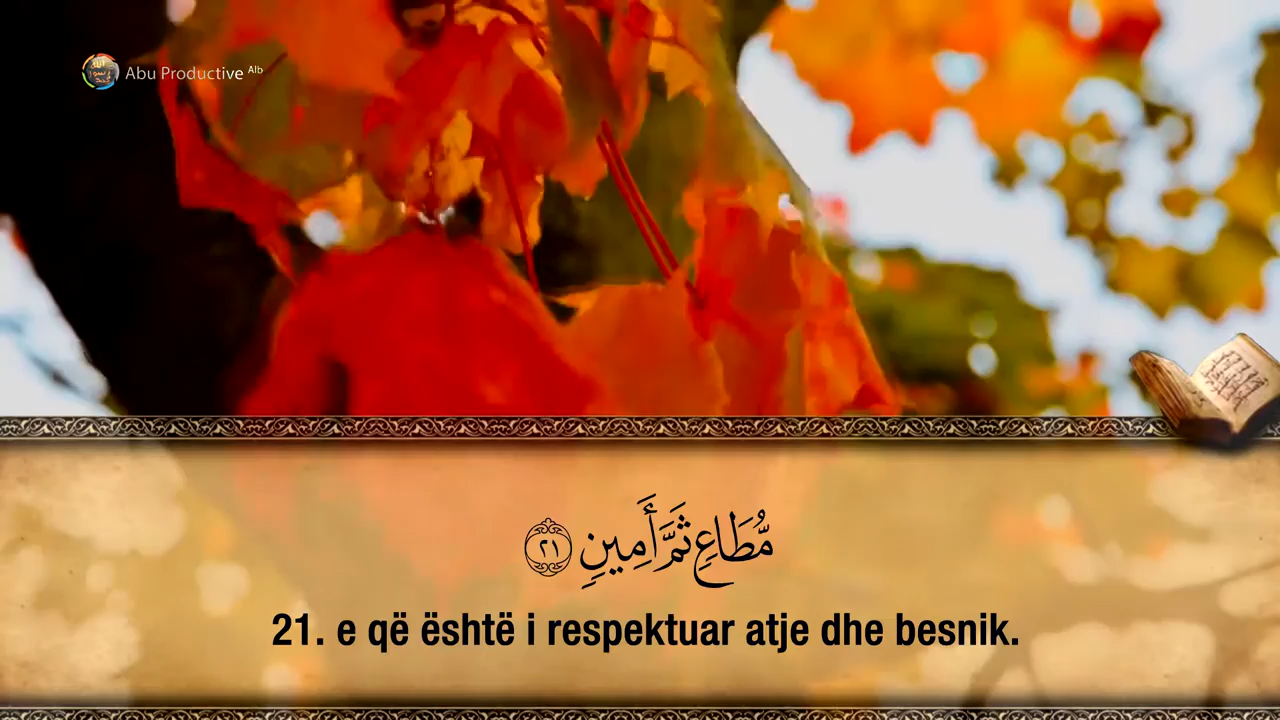 Abu Productive Alb
مُّطَاعٍ ثَمَّ أَمِينٍ ٢١
21. e që është i respektuar atje dhe besnik.